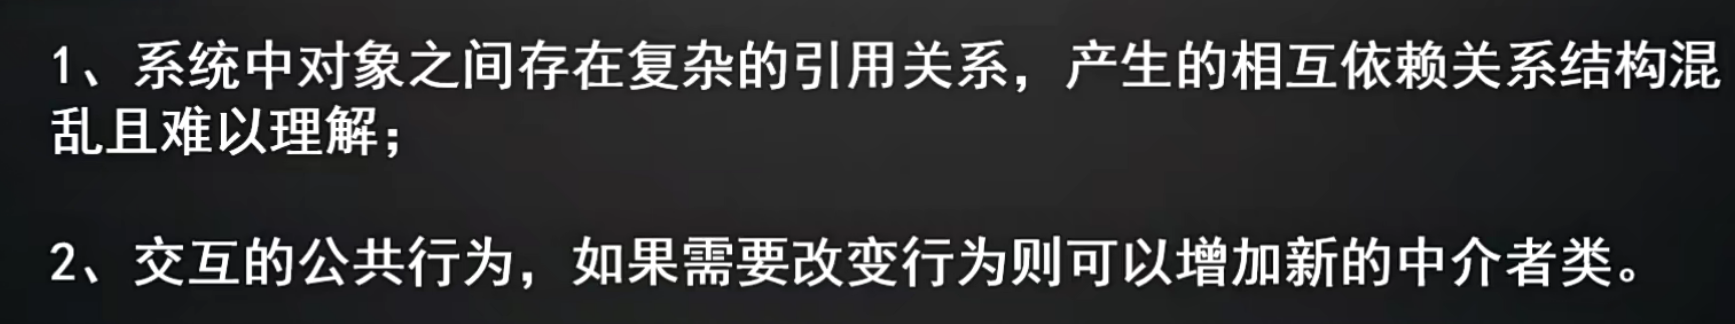 1、系统中对象之间存在复杂的引用关系，产生的相互依赖关系结构混
乱且难以理解；
2、交互的公共行为，如果需要改变行为则可以增加新的中介者类。